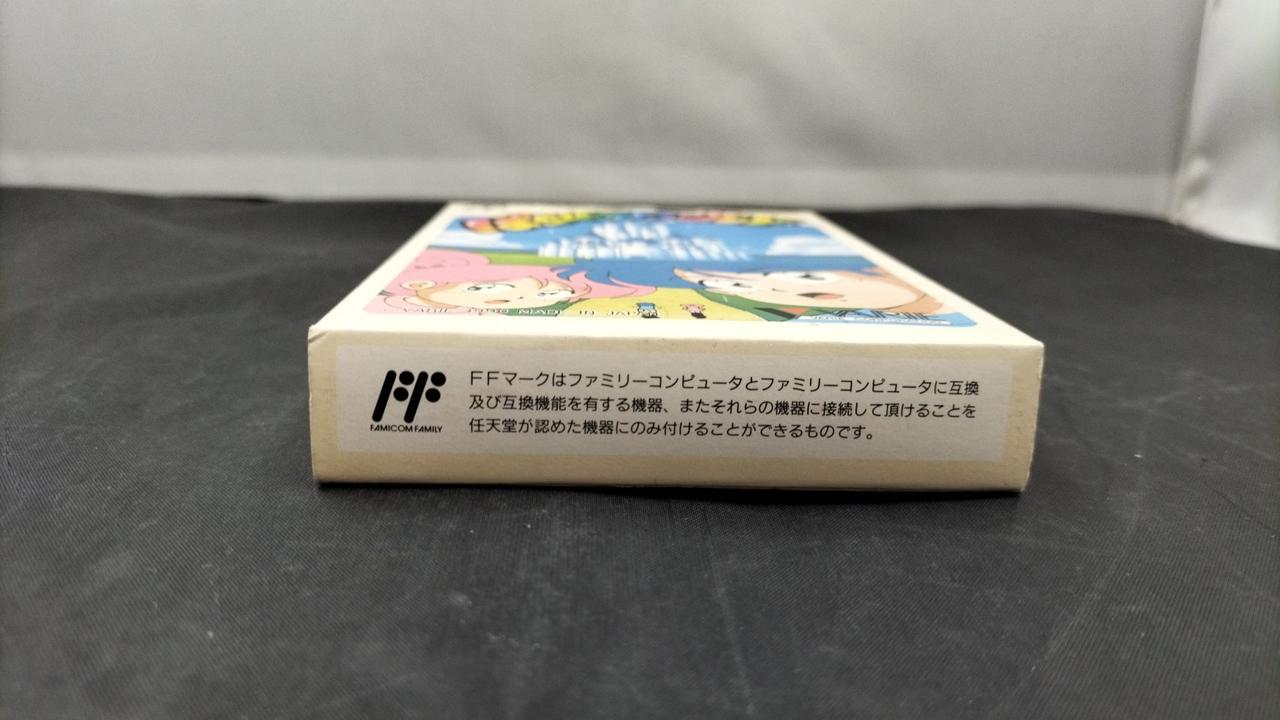 FFマークはファミリーコンピュータとファミリーコンピュータに互換
及び互換機能を有する機器、またそれらの機器に接続して頂けることを
任天堂が認めた機器にのみ付けることができるものです。
FF
FAMICOM FAMILY